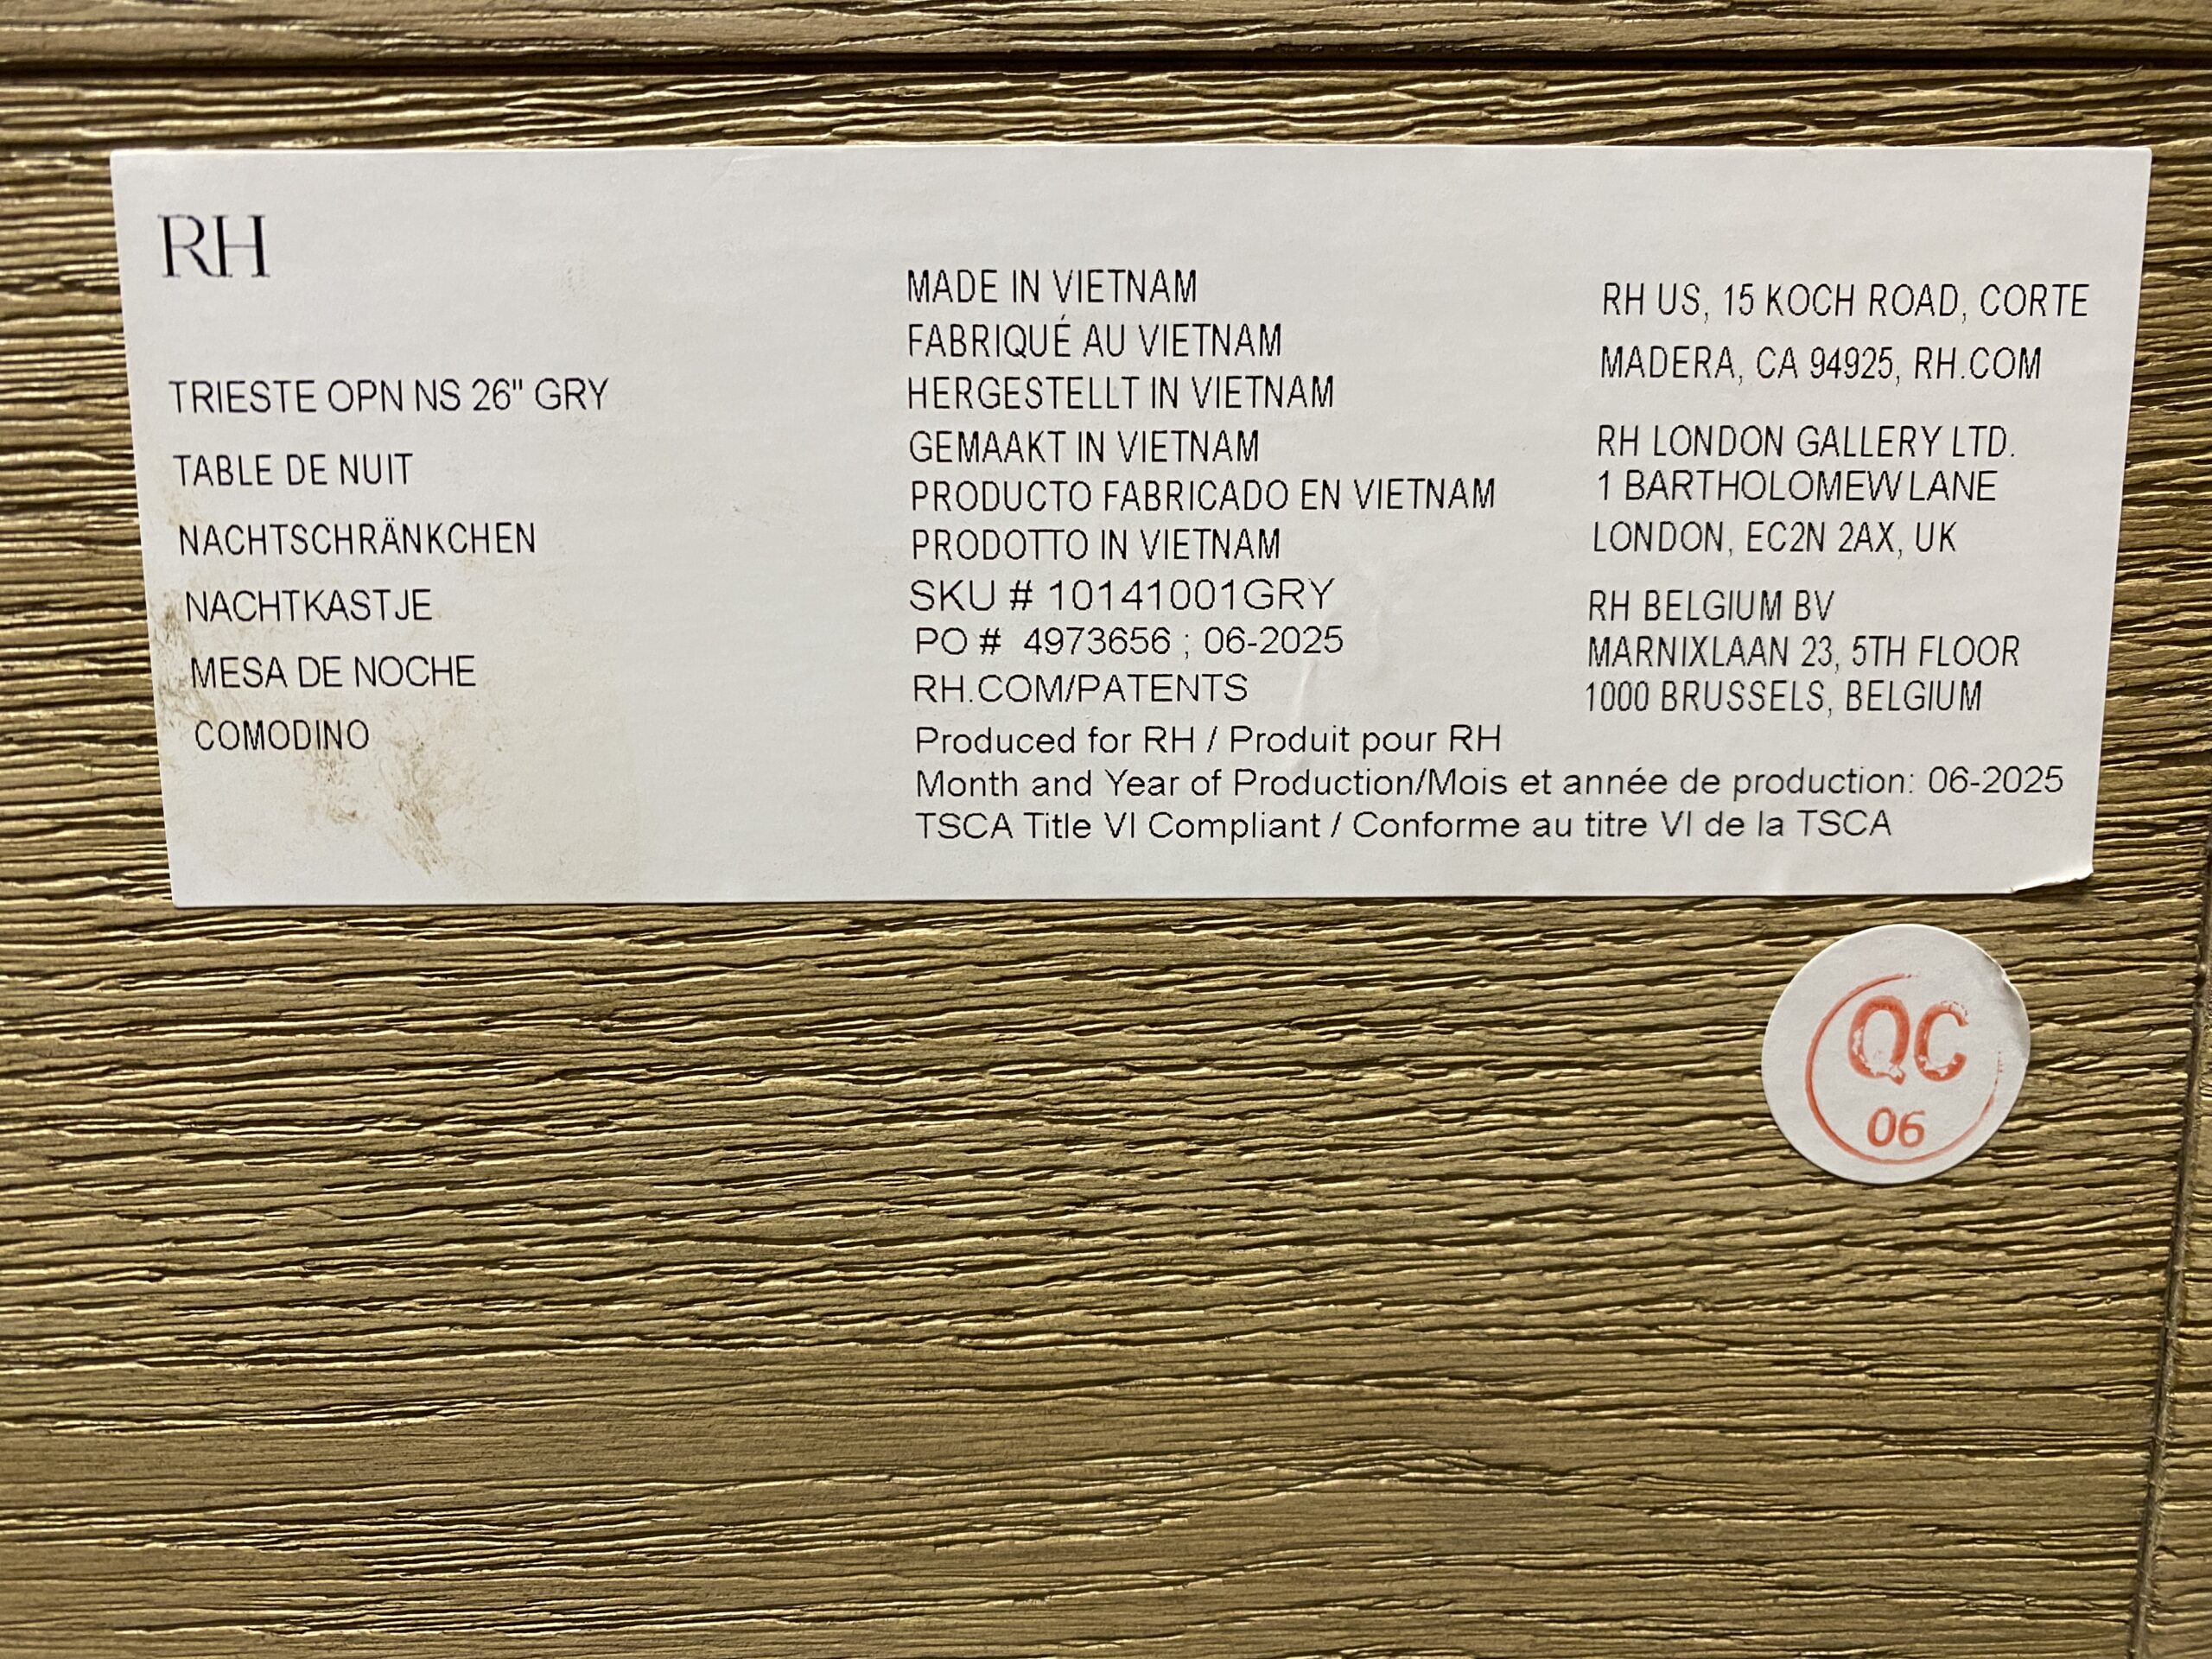 RH
TRIESTE OPN NS 26" GRY
TABLE DE NUIT
NACHTSCHRÄNKCHEN
NACHTKASTJE
MESA DE NOCHE
COMODINO
MADE IN VIETNAM
FABRIQUÉ AU VIETNAM
HERGESTELLT IN VIETNAM
GEMAAKT IN VIETNAM
PRODUCTO FABRICADO EN VIETNAM
PRODOTTO IN VIETNAM
SKU # 10141001GRY
PO # 4973656 ; 06-2025
RH.COM/PATENTS
Produced for RH / Produit pour RH
Month and Year of Production/Mois et année de production: 06-2025
TSCA Title VI Compliant / Conforme au titre VI de la TSCA
RH US, 15 KOCH ROAD, CORTE
MADERA, CA 94925, RH.COM
RH LONDON GALLERY LTD.
1 BARTHOLOMEW LANE
LONDON, EC2N 2AX, UK
RH BELGIUM BV
MARNIXLAAN 23, 5TH FLOOR
1000 BRUSSELS, BELGIUM
QC
06